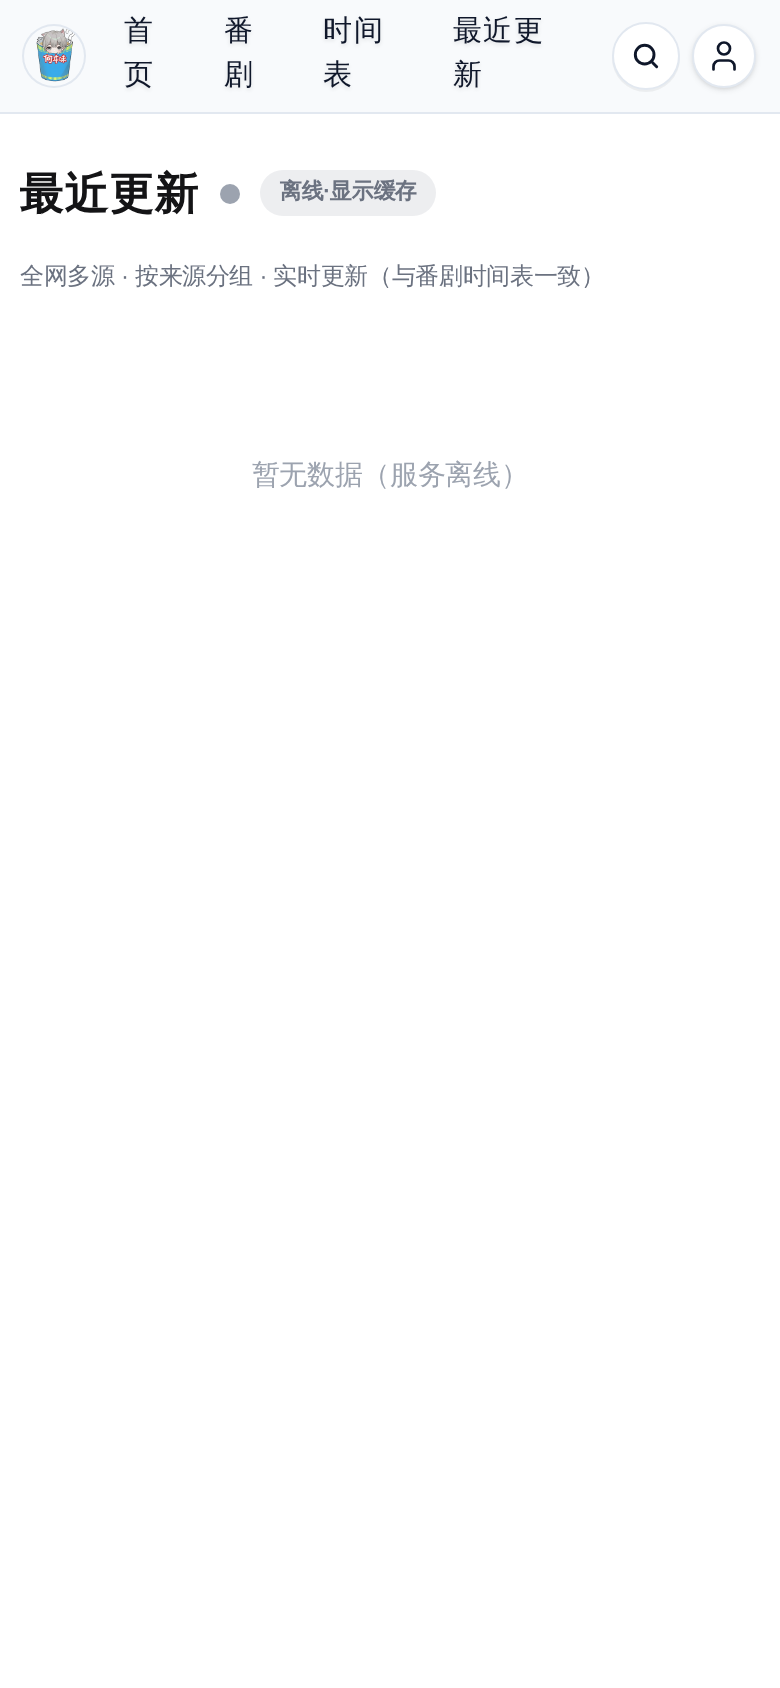 首页
番剧
时间表
最近更新
最近更新
离线·显示缓存
全网多源 · 按来源分组 · 实时更新（与番剧时间表一致）
暂无数据（服务离线）